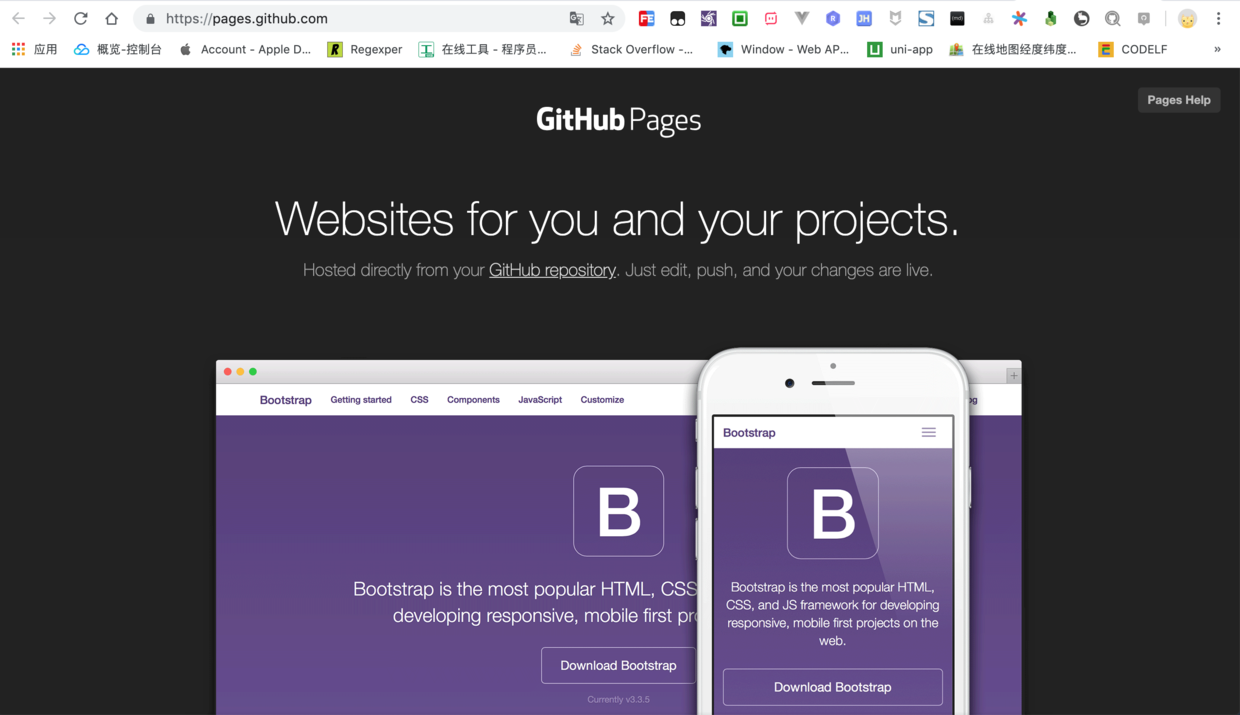 https://pages.github.com
FE
R
JH
S
{md}
应用
概览-控制台
Account - Apple D...
R
Regexper
在线工具 - 程序员...
Stack Overflow -...
Window - Web AP...
U
uni-app
在线地图经度纬度...
CODELF
»
Pages Help
GitHub Pages
Websites for you and your projects.
Hosted directly from your GitHub repository. Just edit, push, and your changes are live.
Bootstrap
Getting started
CSS
Components
JavaScript
Customize
og
B
Bootstrap is the most popular HTML, CSS
developing responsive, mobile first pro
Download Bootstrap
Currently v3.3.5
Bootstrap
B
Bootstrap is the most popular HTML,
CSS, and JS framework for developing
responsive, mobile first projects on the
web.
Download Bootstrap